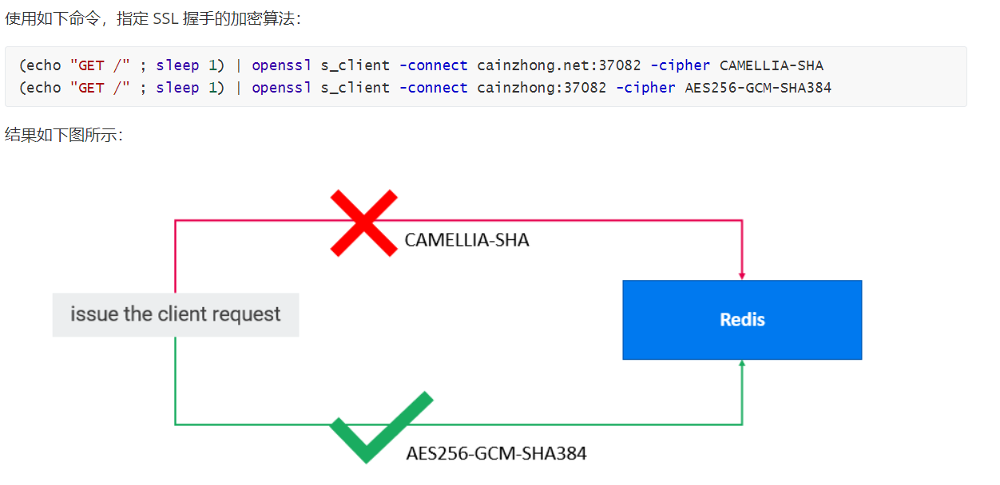 使用如下命令，指定 SSL 握手的加密算法：
(echo "GET /" ; sleep 1) | openssl s_client -connect cainzhong.net:37082 -cipher CAMELLIA-SHA
(echo "GET /" ; sleep 1) | openssl s_client -connect cainzhong:37082 -cipher AES256-GCM-SHA384
结果如下图所示：
CAMELLIA-SHA
issue the client request
Redis
AES256-GCM-SHA384